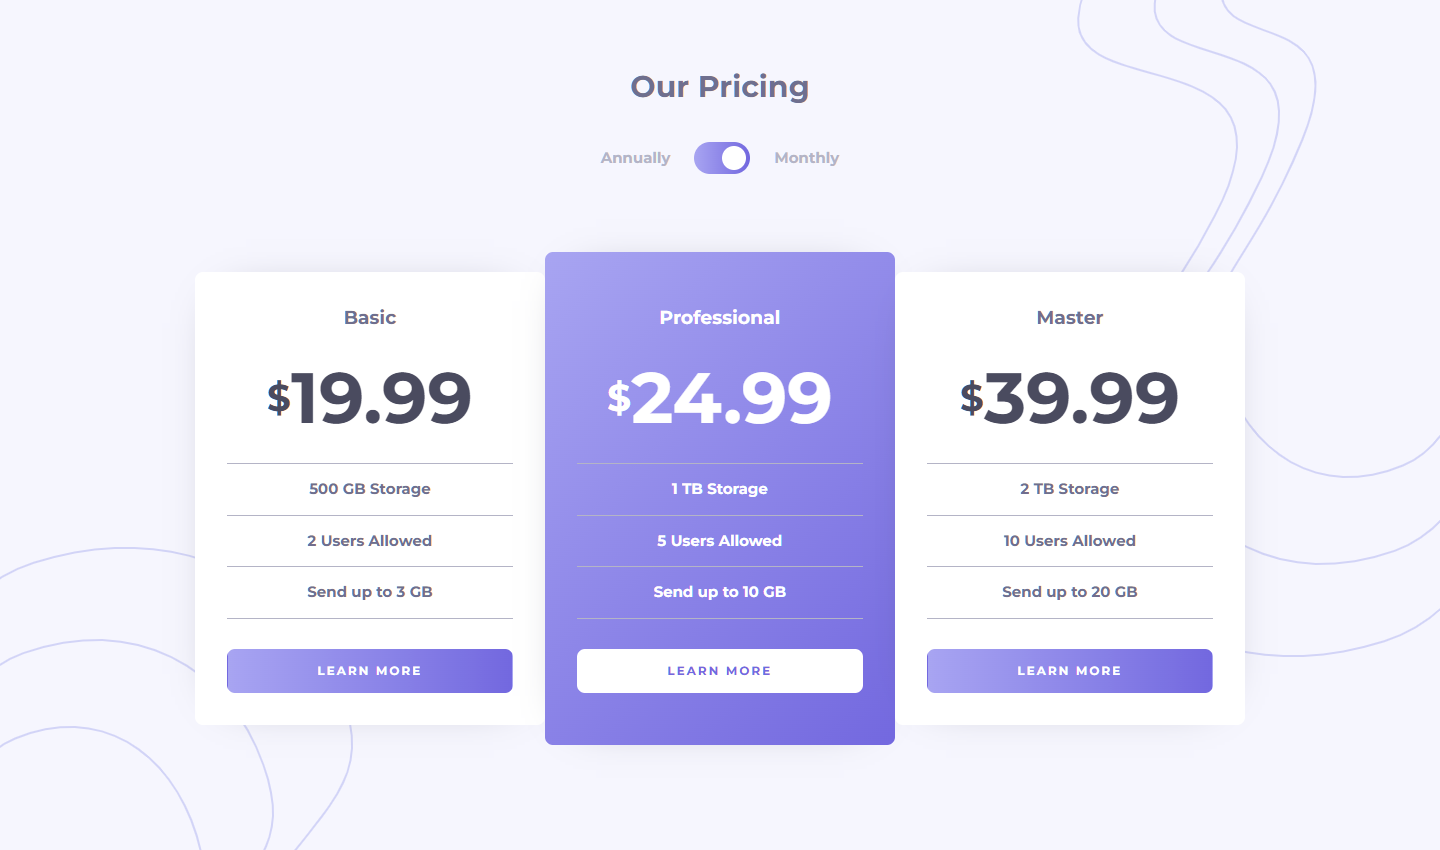 Our Pricing
Annually Monthly
Basic
$19.99
500 GB Storage
2 Users Allowed
Send up to 3 GB
LEARN MORE
Professional
$24.99
1 TB Storage
5 Users Allowed
Send up to 10 GB
LEARN MORE
Master
$39.99
2 TB Storage
10 Users Allowed
Send up to 20 GB
LEARN MORE